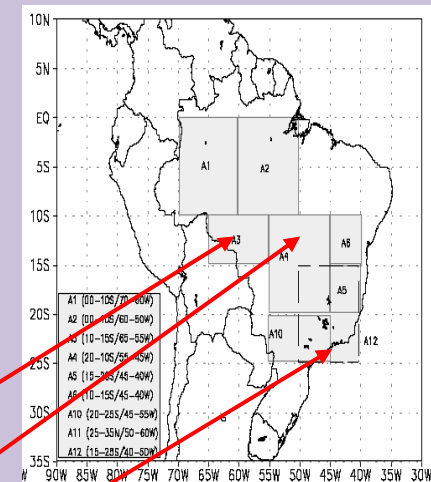 10N
5N
EQ
5S
10S
15S
20S
25S
30S
35S
90W 85W 80W 75W 70W 65W 60W 55W 50W 45W 40W 35W 30W
A1
A2
A3
A4
A6
A5
A10
A12
A1 (00-10S/70-60W)
A2 (00-10S/60-50W)
A3 (10-15S/65-55W)
A4 (20-10S/55-45W)
A5 (15-20S/45-40W)
A6 (10-15S/45-40W)
A10 (20-25S/45-55W)
A11 (25-35N/50-60W)
A12 (15-25S/40-50W)